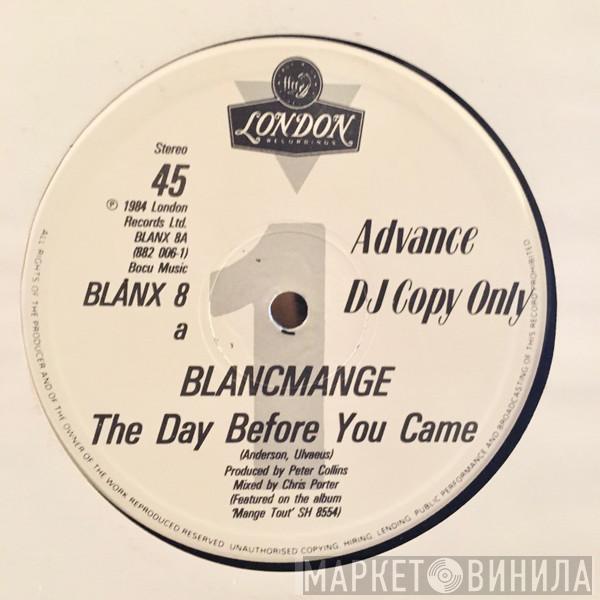 LONDON
RECORDINGS
Stereo
45
℗ 1984 London
Records Ltd.
BLANX 8A
(882 006-1)
Bocu Music
BLANX 8
a
1
Advance
DJ Copy Only
BLANCMANGE
The Day Before You Came
(Anderson, Ulvaeus)
Produced by Peter Collins
Mixed by Chris Porter
(Featured on the album
'Mange Tout' SH 8554)
ALL RIGHTS OF THE PRODUCER AND OF THE OWNER OF THE WORK REPRODUCED RESERVED UNAUTHORISED COPYING, HIRING, LENDING, PUBLIC PERFORMANCE AND BROADCASTING OF THIS RECORD PROHIBITED
МАРКЕТ ВИНИЛА